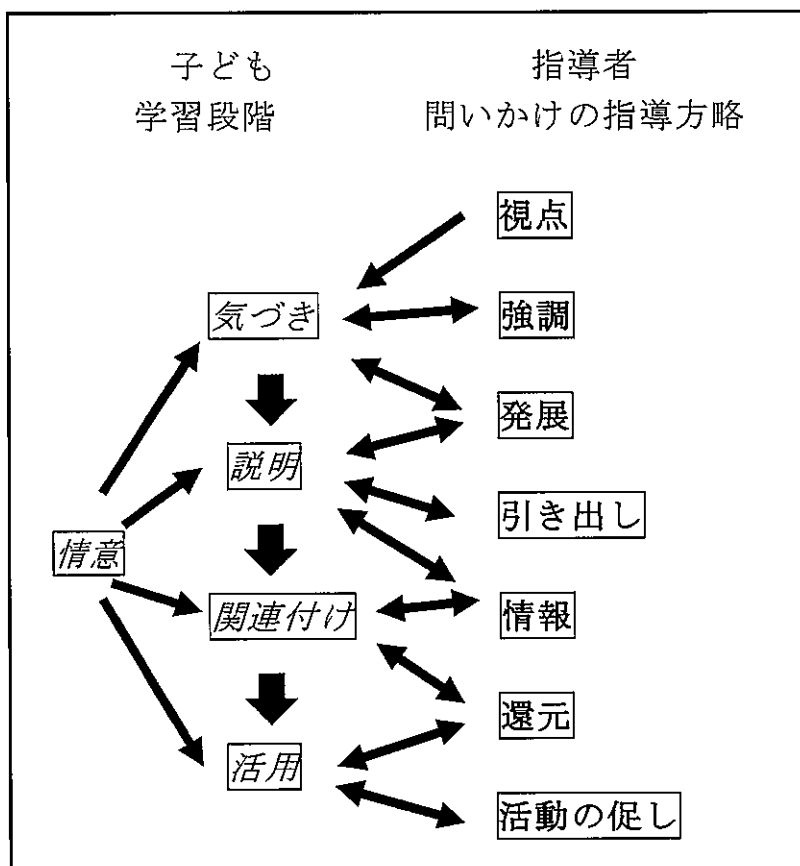 子ども
学習段階
指導者
問いかけの指導方略
視点
気づき
強調
発展
説明
引き出し
情意
関連付け
情報
還元
活用
活動の促し